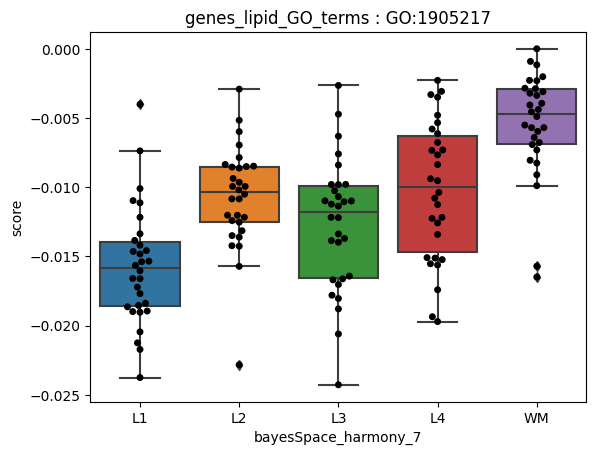 genes_lipid_GO_terms : GO:1905217
0.000
−0.005
−0.010
−0.015
−0.020
−0.025
score
L1 L2 L3 L4 WM
bayesSpace_harmony_7